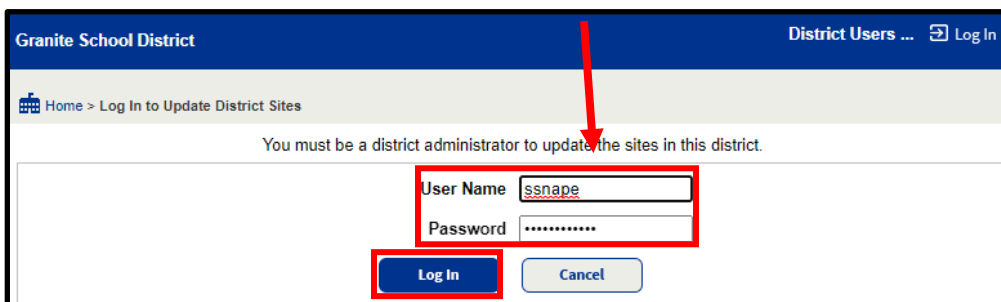 Granite School District
District Users ... Log In
Home > Log In to Update District Sites
You must be a district administrator to update the sites in this district.
User Name ssnape
Password ••••••••••••
Log In Cancel